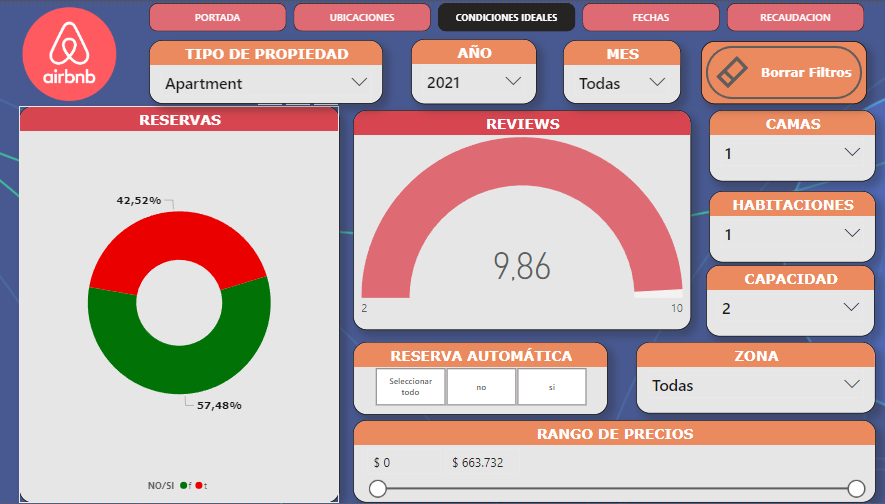 PORTADA
UBICACIONES
CONDICIONES IDEALES
FECHAS
RECAUDACION
airbnb
TIPO DE PROPIEDAD
Apartment
AÑO
2021
MES
Todas
Borrar Filtros
RESERVAS
42,52%
57,48%
NO/SI f t
REVIEWS
9,86
2
10
CAMAS
1
HABITACIONES
1
CAPACIDAD
2
RESERVA AUTOMÁTICA
Seleccionar
todo
no
si
ZONA
Todas
RANGO DE PRECIOS
$ 0
$ 663.732